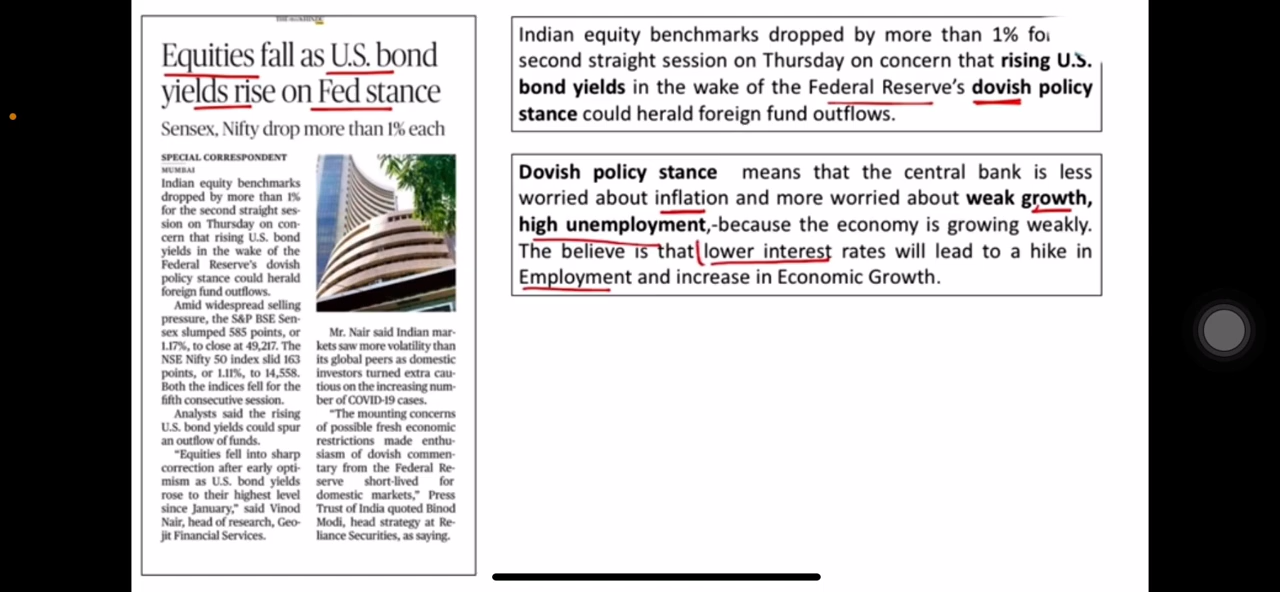 Equities fall as U.S. bond
yields rise on Fed stance
Sensex, Nifty drop more than 1% each
SPECIAL CORRESPONDENT
MUMBAI
Indian equity benchmarks
dropped by more than 1%
for the second straight ses-
sion on Thursday on con-
cern that rising U.S. bond
yields in the wake of the
Federal Reserve's dovish
policy stance could herald
foreign fund outflows.
Amid widespread selling
pressure, the S&P BSE Sen-
sex slumped 585 points, or
1.17%, to close at 49,217. The
NSE Nifty 50 index slid 163
points, or 1.11%, to 14,558.
Both the indices fell for the
fifth consecutive session.
Analysts said the rising
U.S. bond yields could spur
an outflow of funds.
"Equities fell into sharp
correction after early opti-
mism as U.S. bond yields
rose to their highest level
since January," said Vinod
Nair, head of research, Geo-
jit Financial Services.
Mr. Nair said Indian mar-
kets saw more volatility than
its global peers as domestic
investors turned extra cau-
tious on the increasing num-
ber of COVID-19 cases.
"The mounting concerns
of possible fresh economic
restrictions made enthu-
siasm of dovish commen-
tary from the Federal Re-
serve short-lived for
domestic markets," Press
Trust of India quoted Binod
Modi, head strategy at Re-
liance Securities, as saying.
Indian equity benchmarks dropped by more than 1%
second straight session on Thursday on concern that rising U.S.
bond yields in the wake of the Federal Reserve's dovish policy
stance could herald foreign fund outflows.
Dovish policy stance means that the central bank is less
worried about inflation and more worried about weak growth,
high unemployment,-because the economy is growing weakly.
The believe is that lower interest rates will lead to a hike in
Employment and increase in Economic Growth.